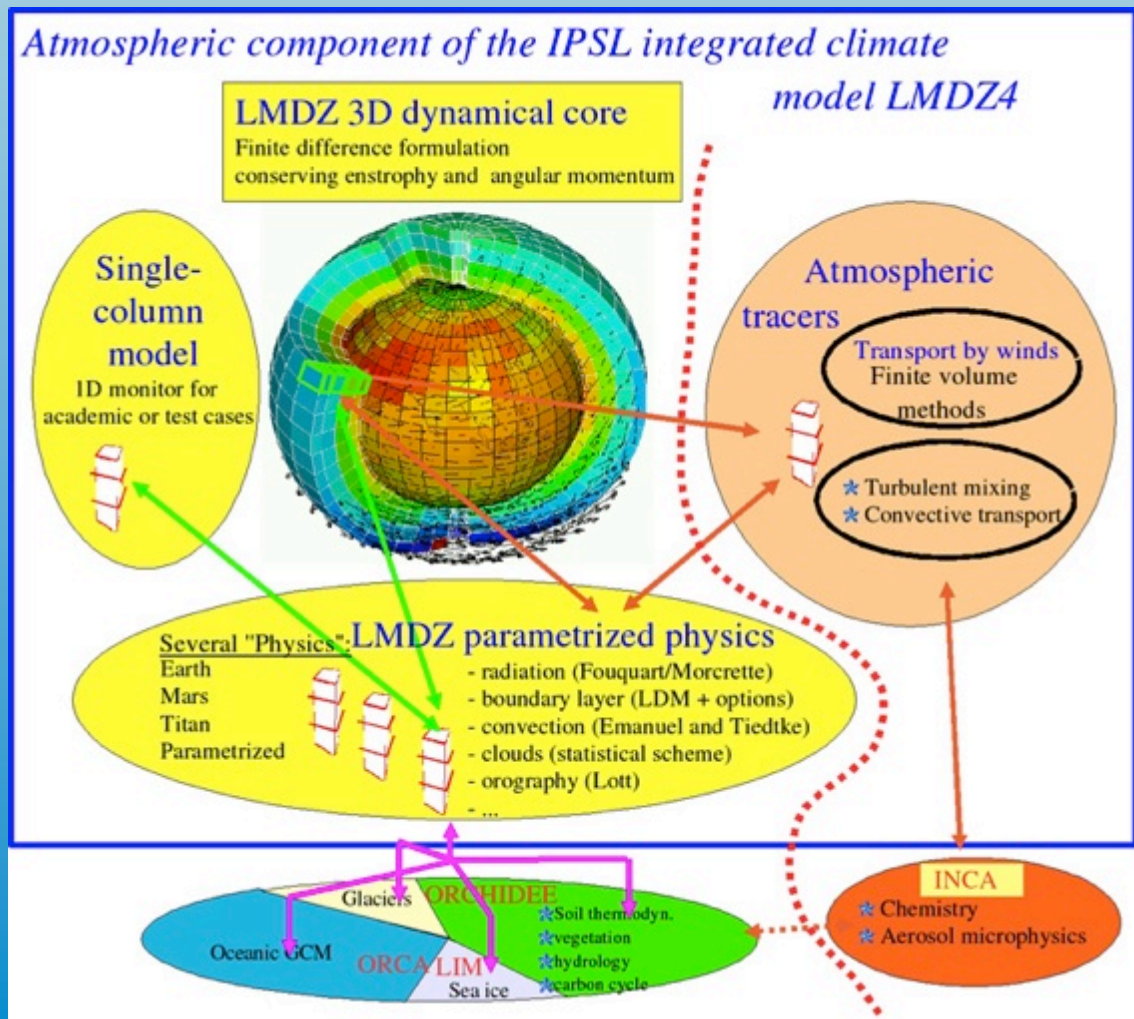 Atmospheric component of the IPSL integrated climate
model LMDZ4
LMDZ 3D dynamical core
Finite difference formulation
conserving enstrophy and angular momentum
Single-
column
model
1D monitor for
academic or test cases
Atmospheric
tracers
Transport by winds
Finite volume
methods
Turbulent mixing
Convective transport
LMDZ parametrized physics
Several "Physics":
Earth
Mars
Titan
Parametrized
- radiation (Fouquart/Morcrette)
- boundary layer (LDM + options)
- convection (Emanuel and Tiedtke)
- clouds (statistical scheme)
- orography (Lott)
- ...
Glaciers
ORCHIDEE
Soil thermodyn.
vegetation
hydrology
carbon cycle
Oceanic GCM
ORCA LIM
Sea ice
INCA
Chemistry
Aerosol microphysics